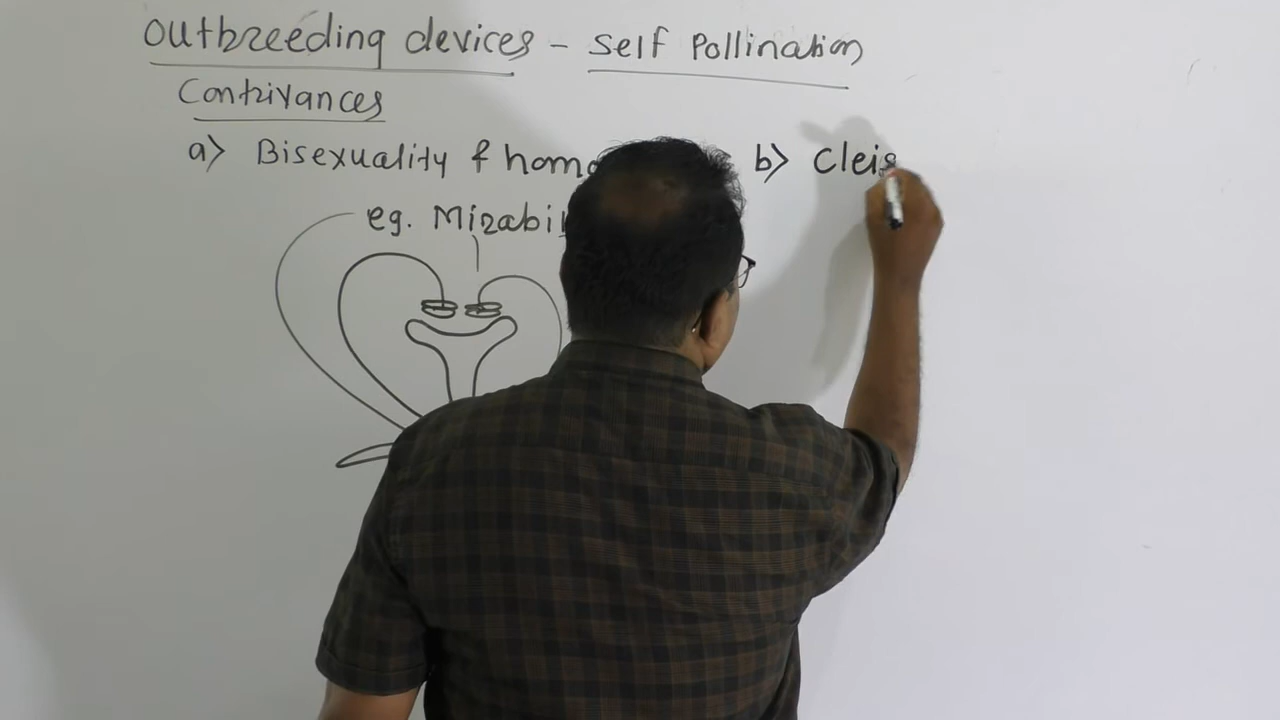 Outbreeding devices - Self Pollination
Contrivances
a> Bisexuality & homo b> Cleis
eg. Mirabi